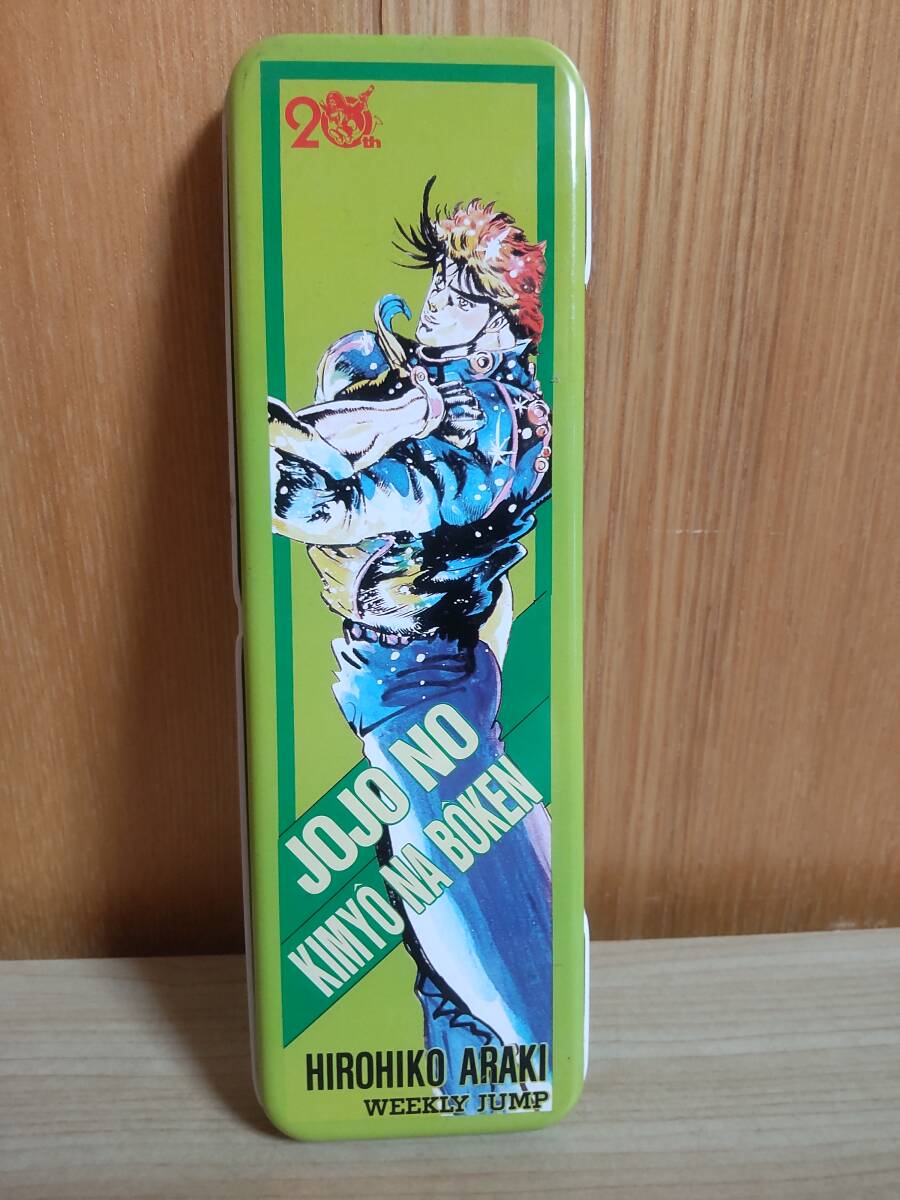 20th
JOJO NO
KIMYÔ NA BÔKEN
HIROHIKO ARAKI
WEEKLY JUMP